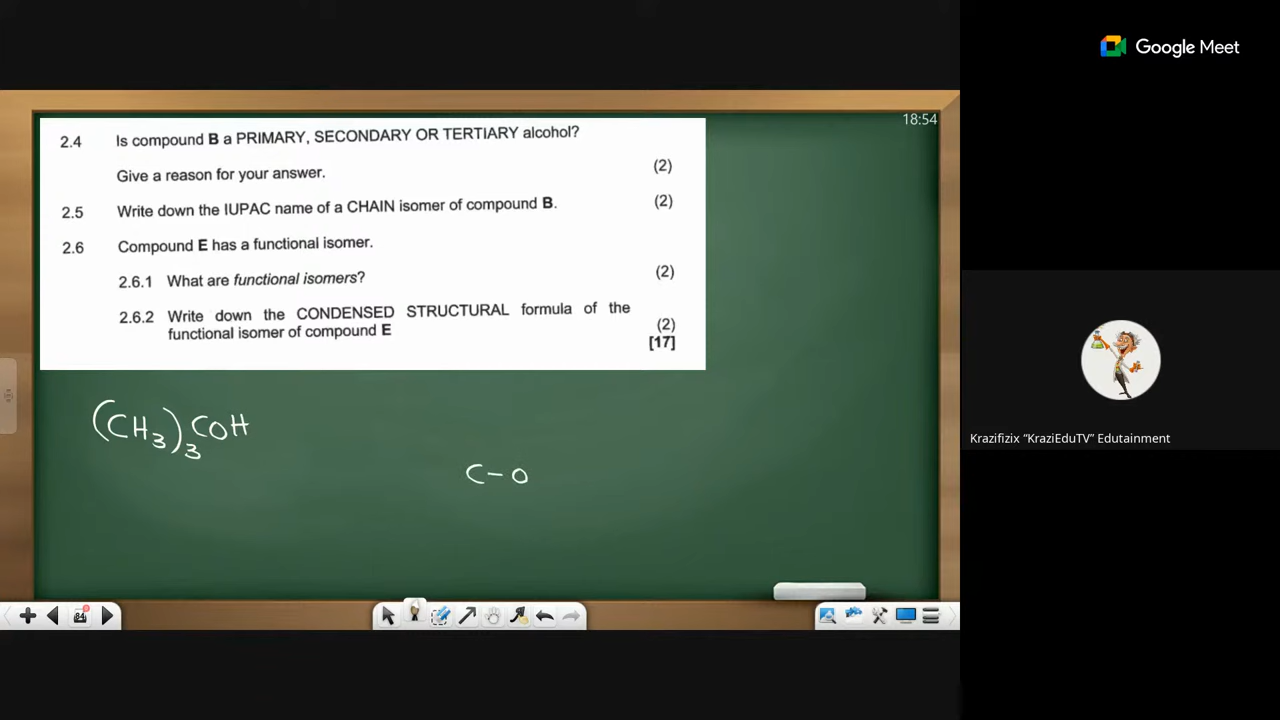 Google Meet
18:54
2.4 Is compound B a PRIMARY, SECONDARY OR TERTIARY alcohol?
Give a reason for your answer. (2)
2.5 Write down the IUPAC name of a CHAIN isomer of compound B. (2)
2.6 Compound E has a functional isomer.
2.6.1 What are functional isomers? (2)
2.6.2 Write down the CONDENSED STRUCTURAL formula of the
functional isomer of compound E (2)
[17]
(CH₃)₃COH
C-O
84
Krazifizix “KraziEduTV” Edutainment